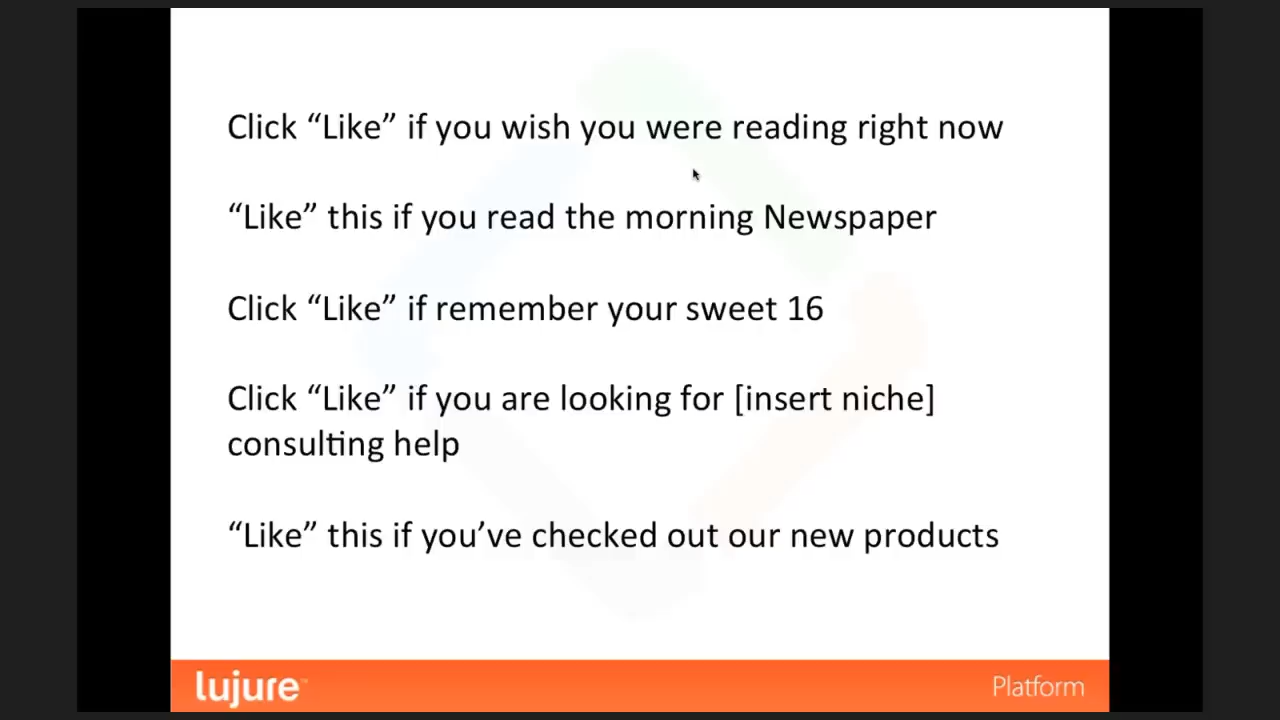 Click “Like” if you wish you were reading right now
“Like” this if you read the morning Newspaper
Click “Like” if remember your sweet 16
Click “Like” if you are looking for [insert niche]
consulting help
“Like” this if you’ve checked out our new products
lujure™
Platform